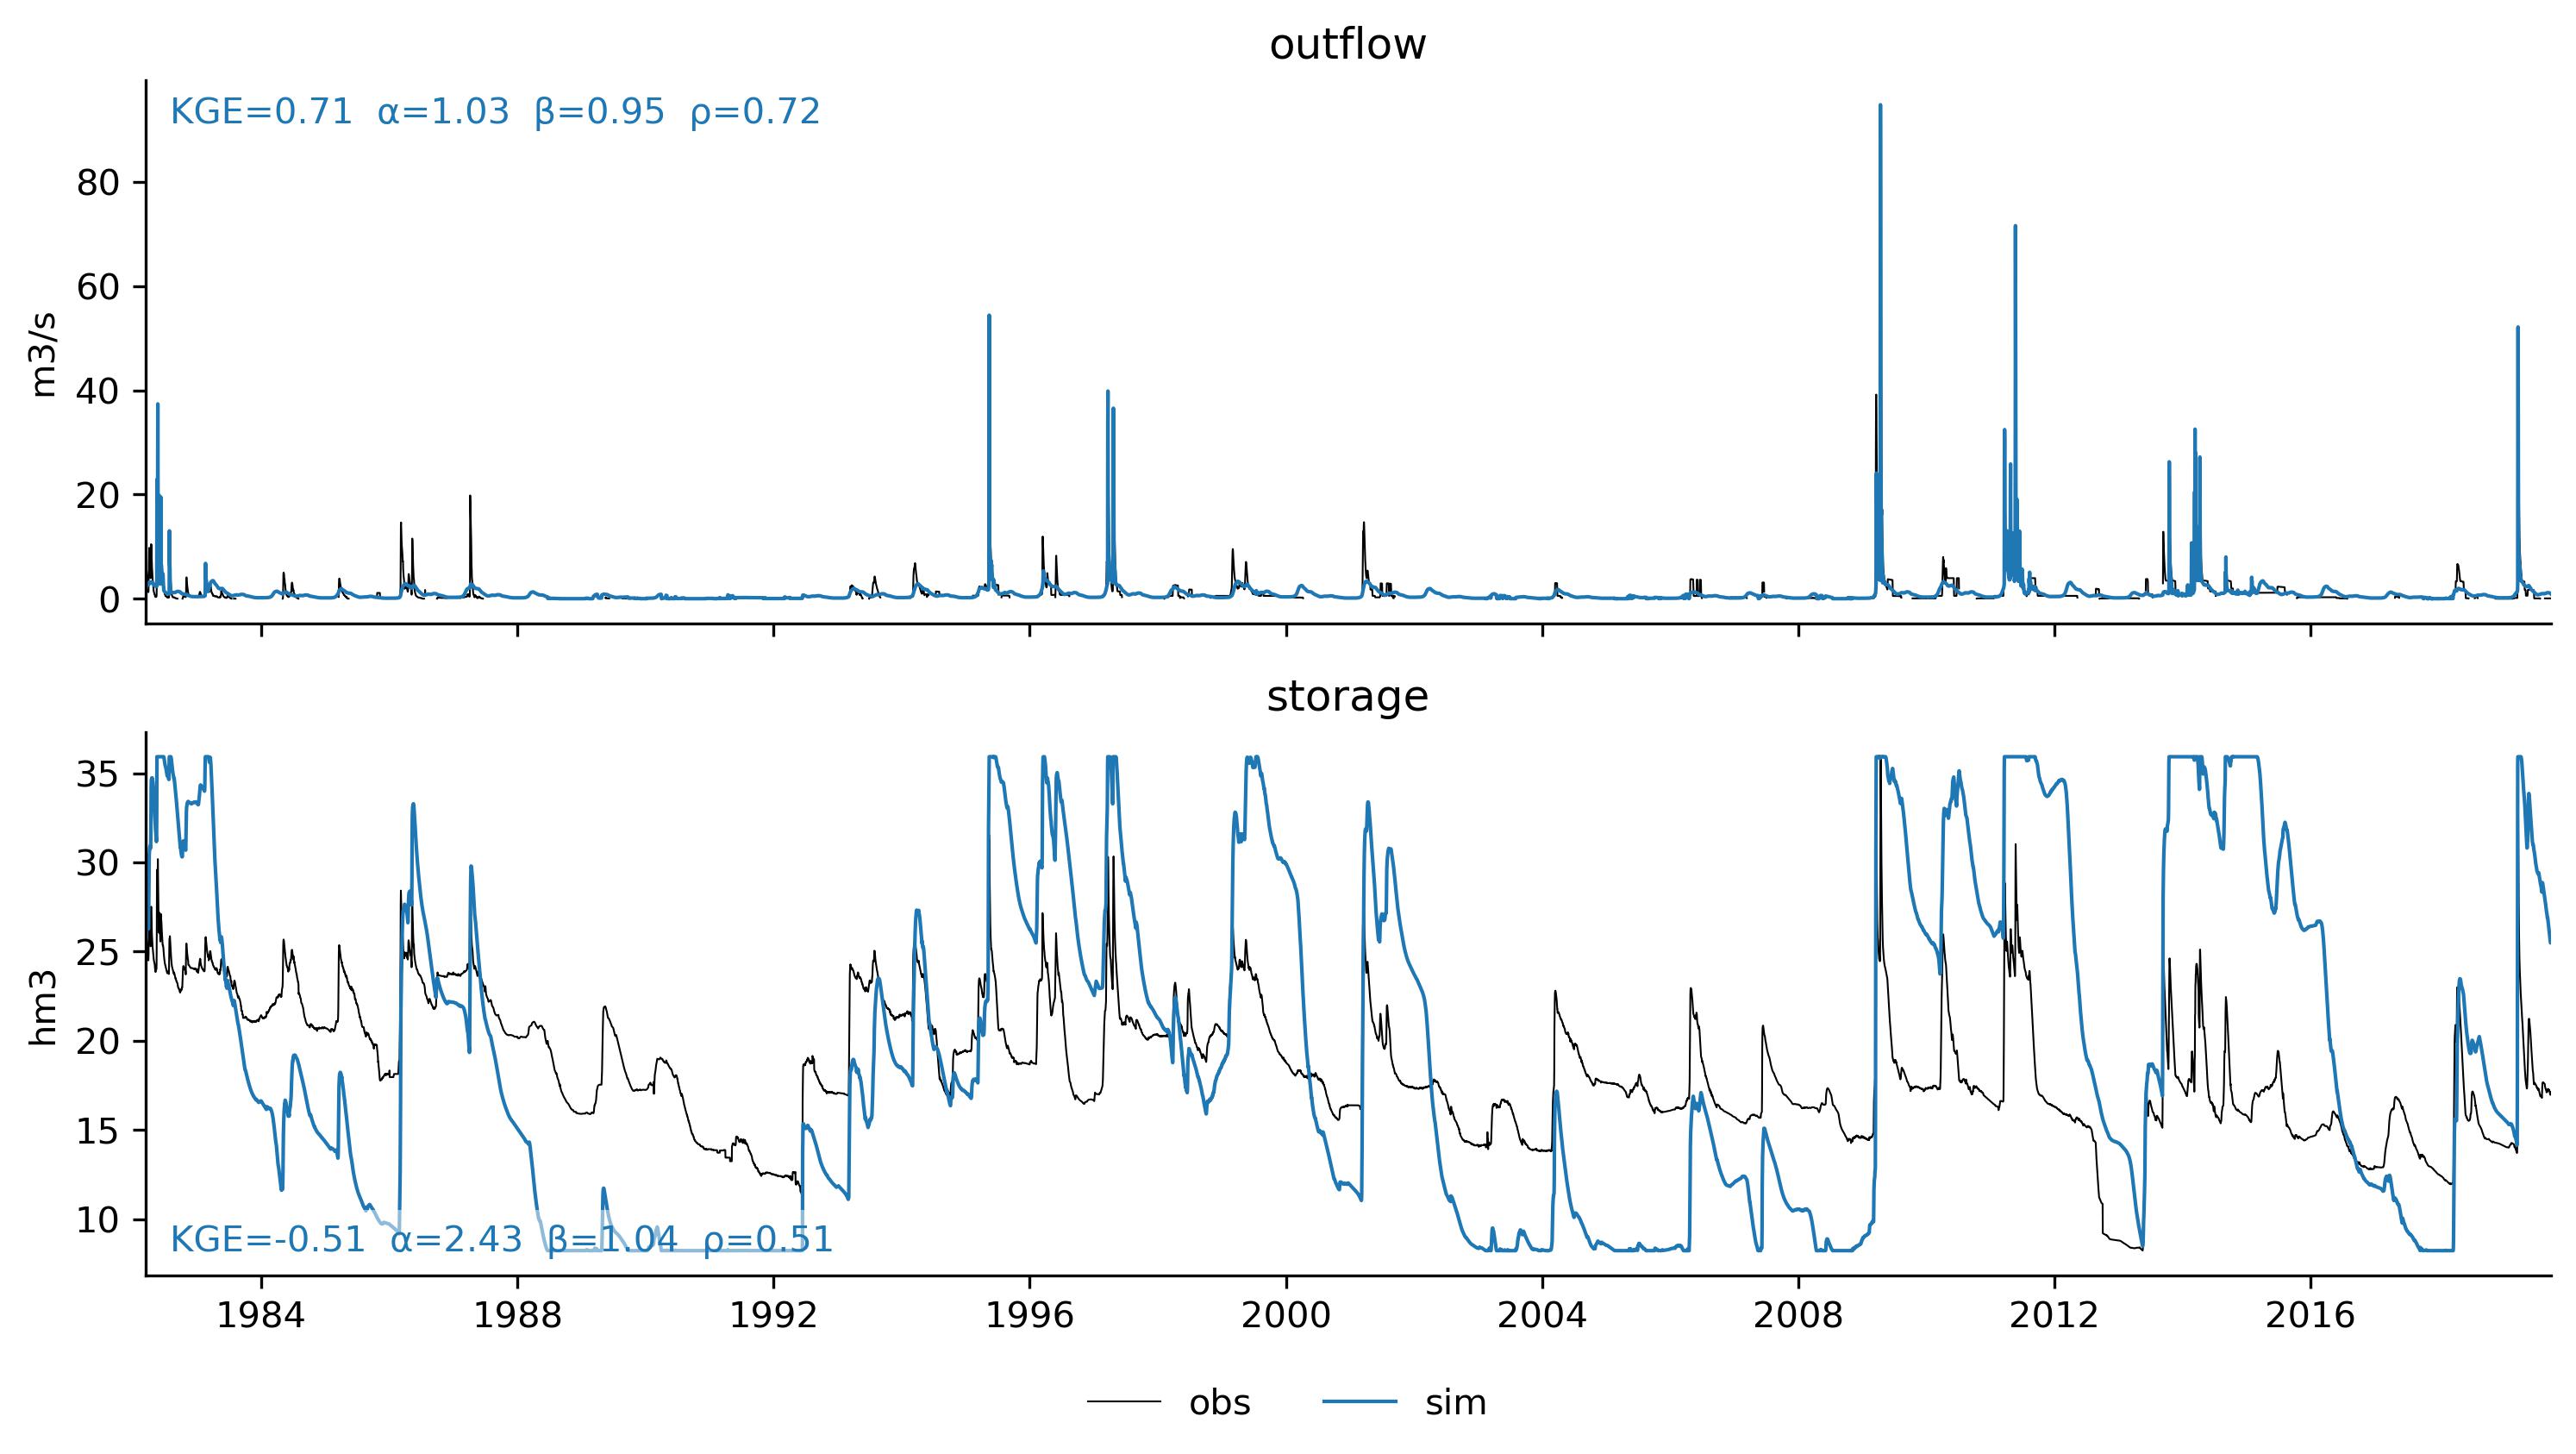 outflow
KGE=0.71 α=1.03 β=0.95 ρ=0.72
m3/s
80
60
40
20
0
storage
hm3
35
30
25
20
15
10
KGE=-0.51 α=2.43 β=1.04 ρ=0.51
1984 1988 1992 1996 2000 2004 2008 2012 2016
obs sim